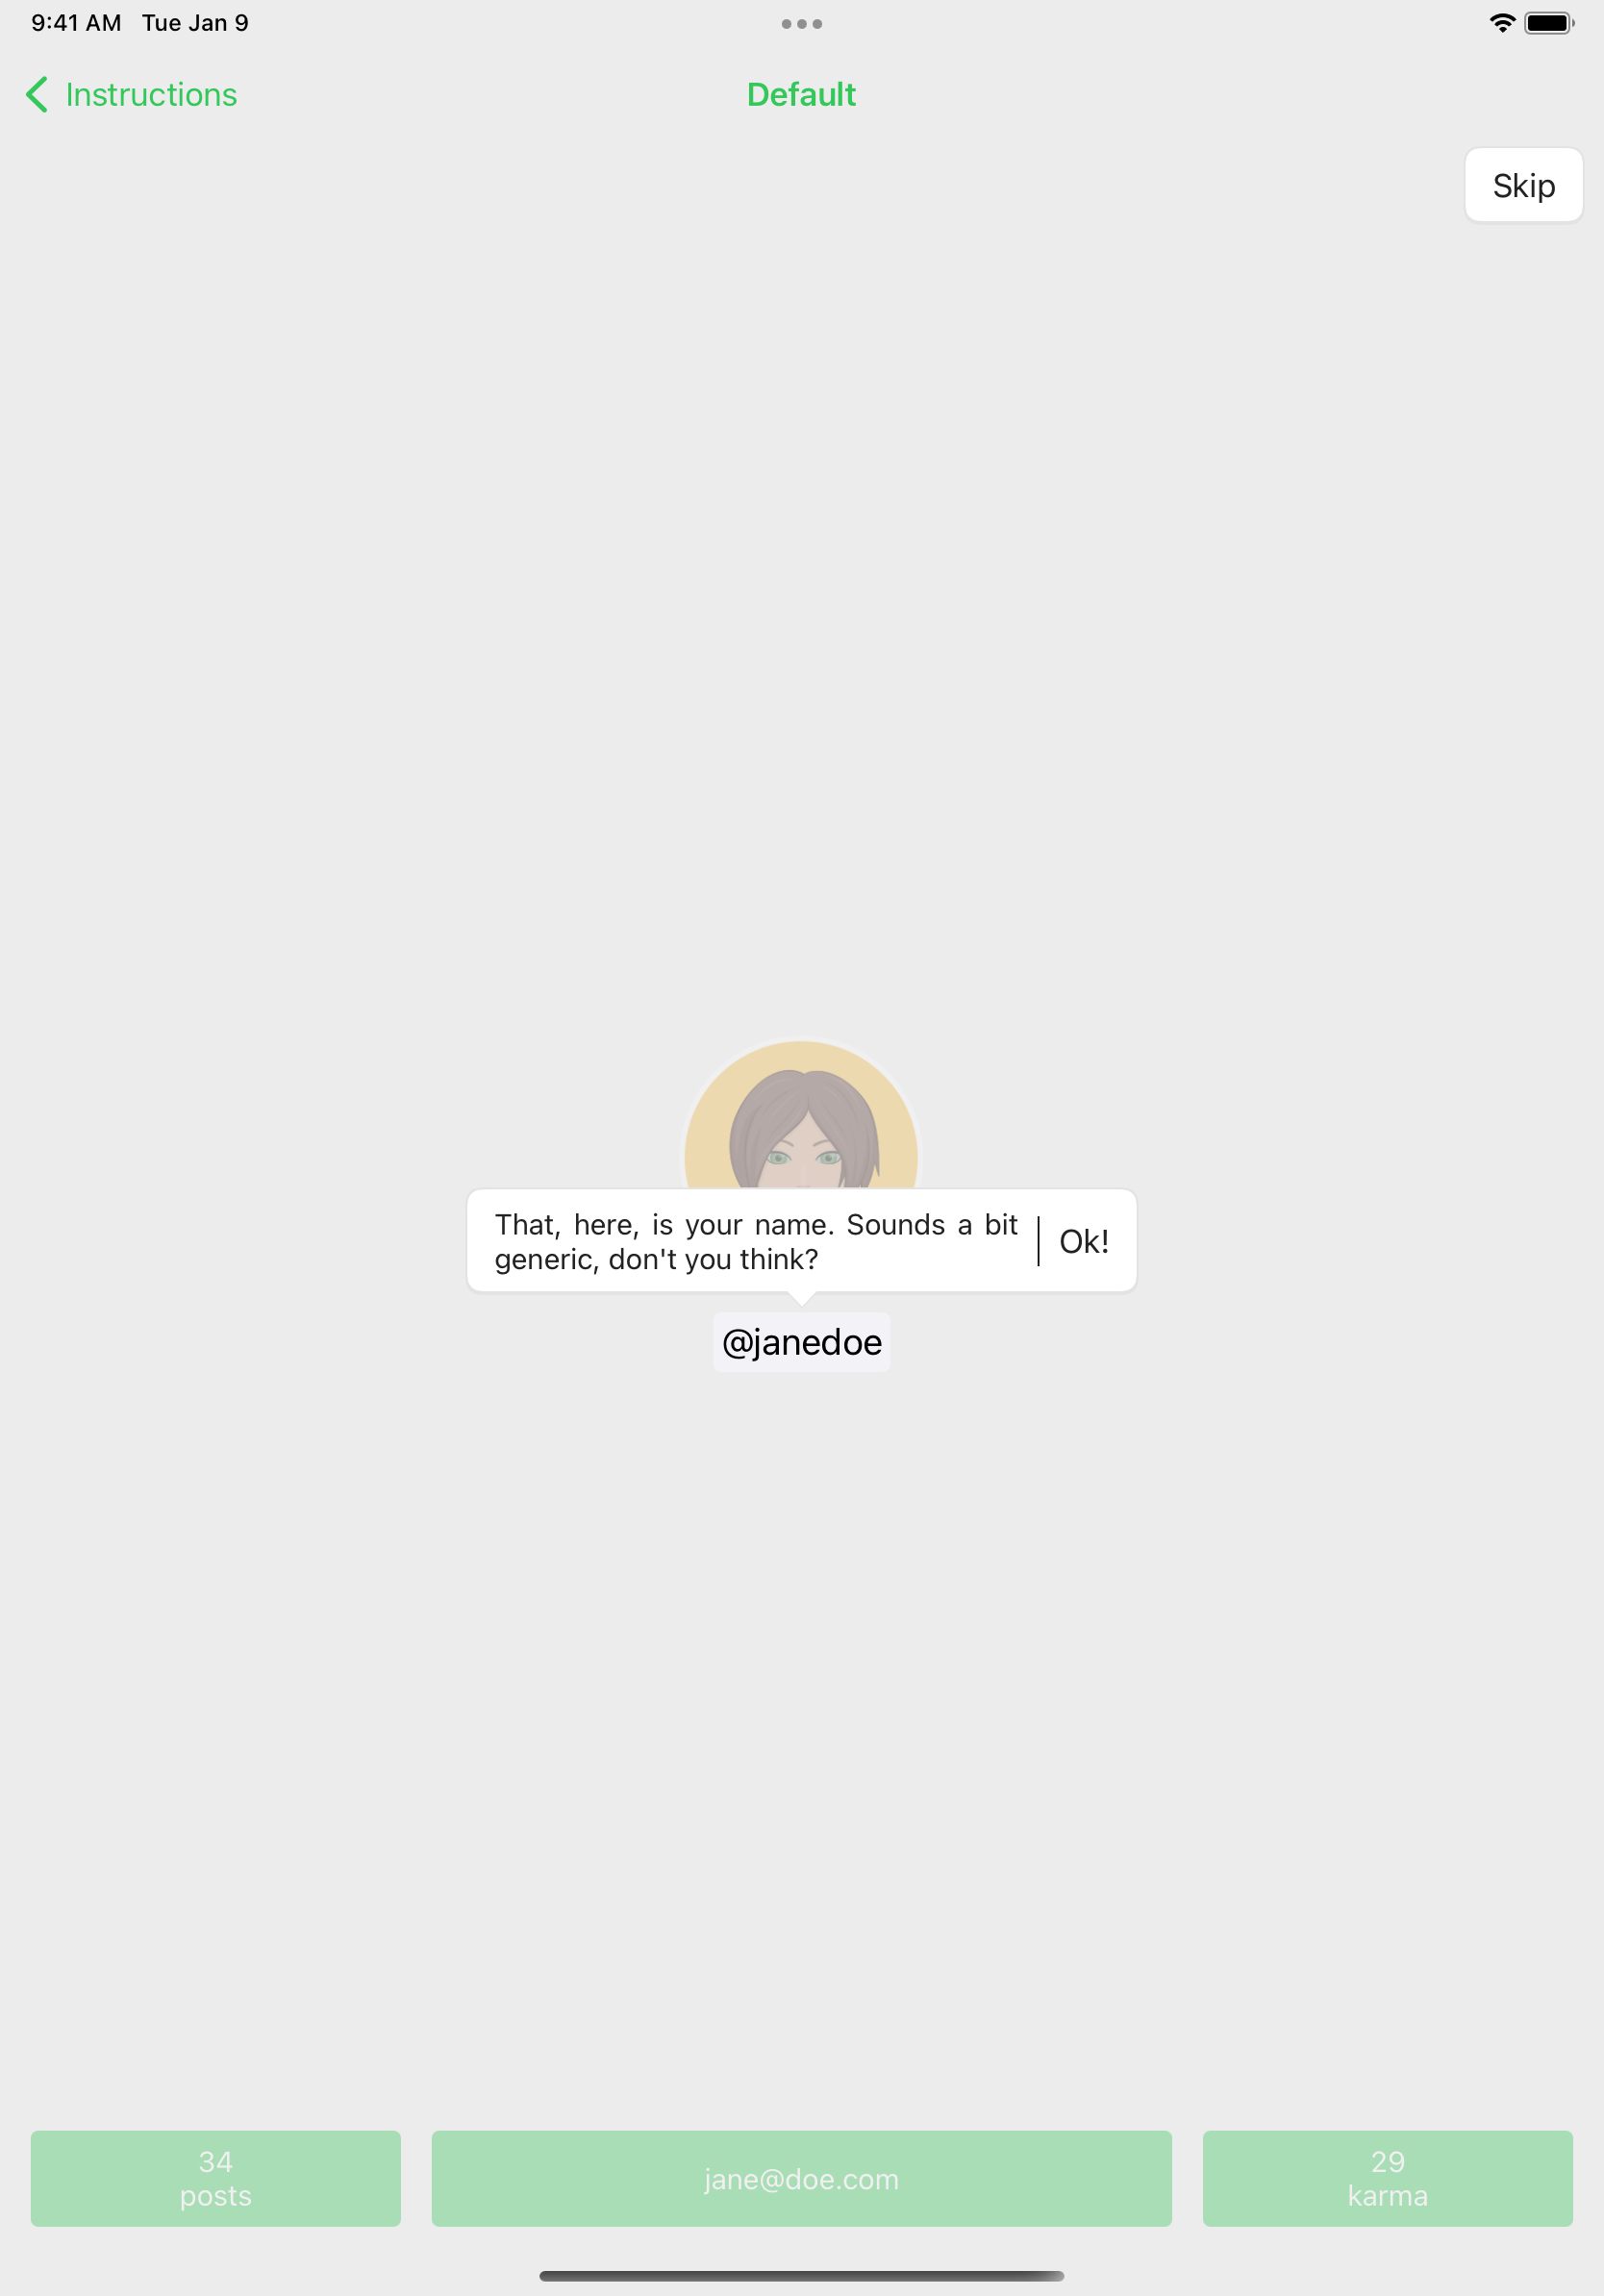 9:41 AM Tue Jan 9
Instructions
Default
Skip
That, here, is your name. Sounds a bit
generic, don't you think?
Ok!
@janedoe
34
posts
jane@doe.com
29
karma